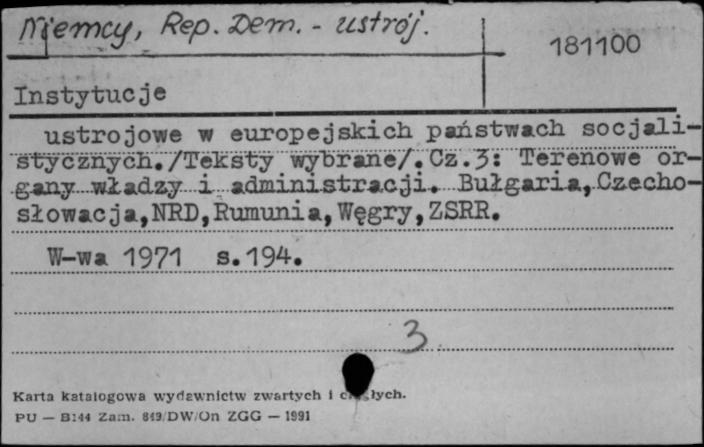 Niemcy, Rep. Dem. - ustrój.
181100
Instytucje
ustrojowe w europejskich państwach socjali-
stycznych./Teksty wybrane/.Cz.3: Terenowe or-
gany władzy i administracji. Bułgaria,Czecho-
słowacja,NRD,Rumunia,Węgry,ZSRR.
W-wa 1971 s.194.
3
Karta katalogowa wydawnictw zwartych i
PU — B144 Zam. 849/DW/On ZGG — 1991